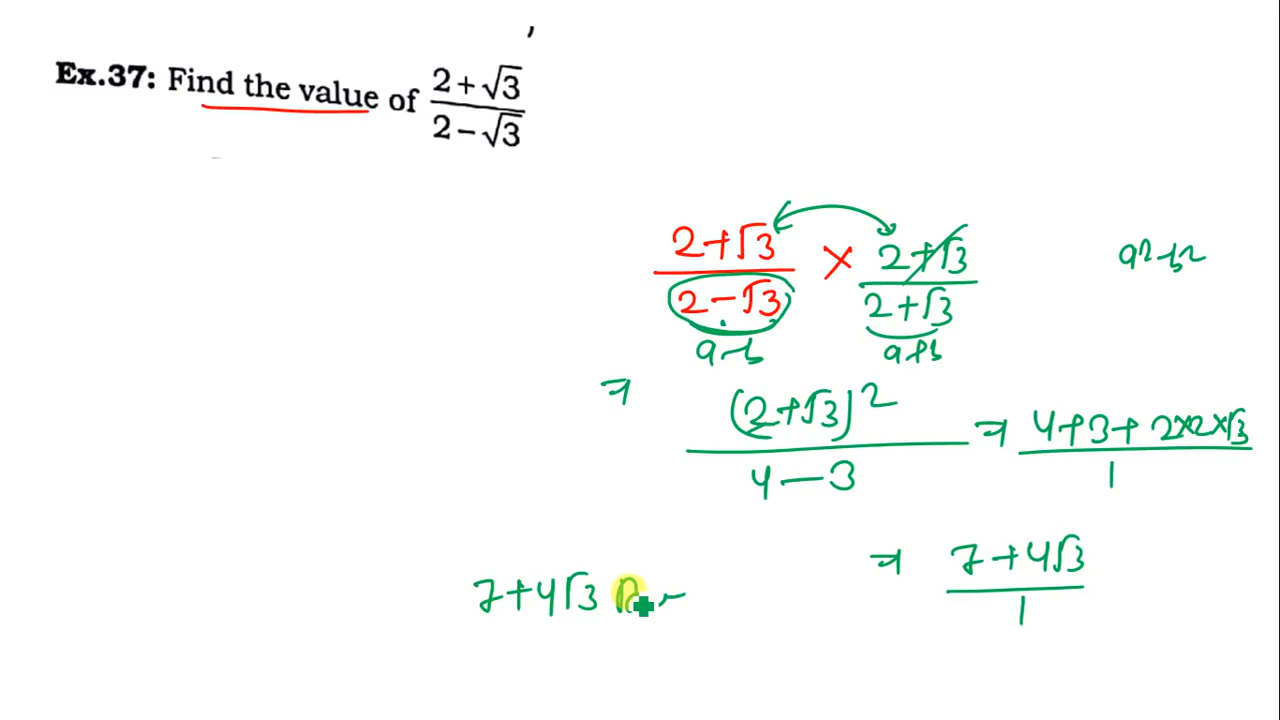 Ex.37: Find the value of (2+√3)/(2−√3)
(2+√3)/(2−√3) × (2+√3)/(2+√3)
a²-b²
a-b a+b
⇒ (2+√3)²/(4−3) ⇒ (4+3+2×2×√3)/1
⇒ (7+4√3)/1
7+4√3